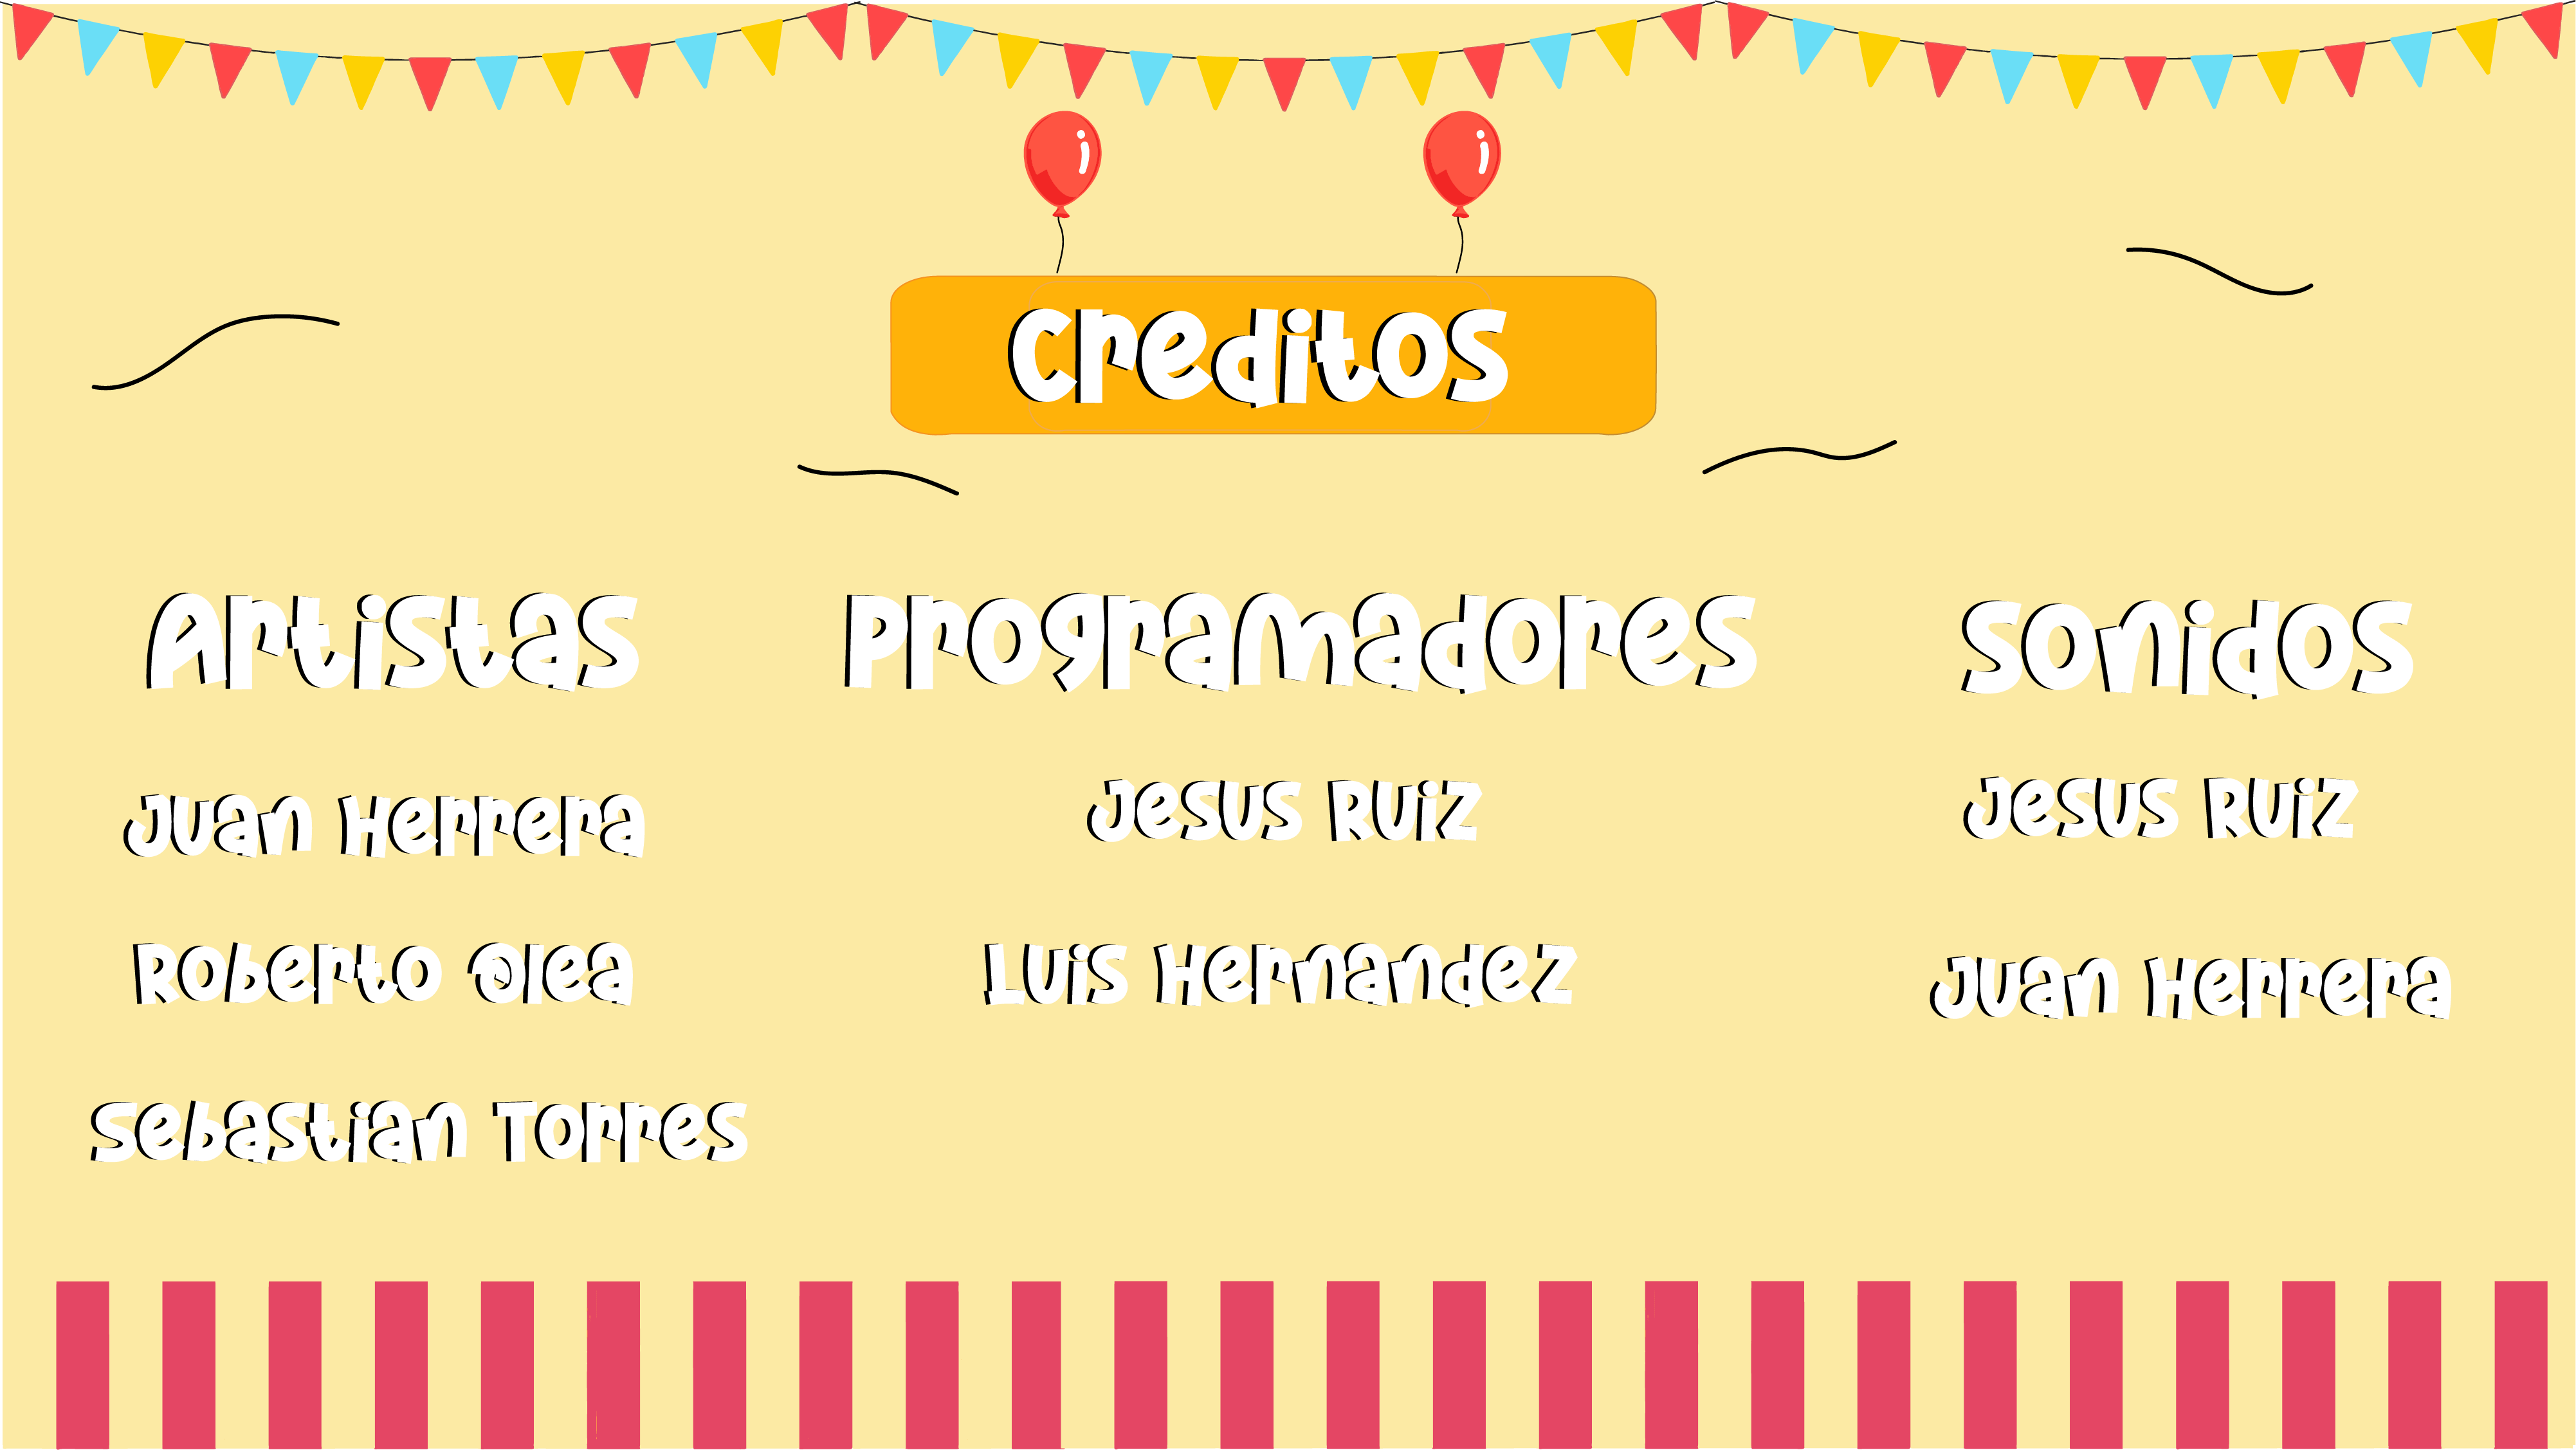 Creditos
Artistas
Juan Herrera
Roberto Olea
Sebastian Torres
Programadores
Jesus Ruiz
Luis Hernandez
Sonidos
Jesus Ruiz
Juan Herrera